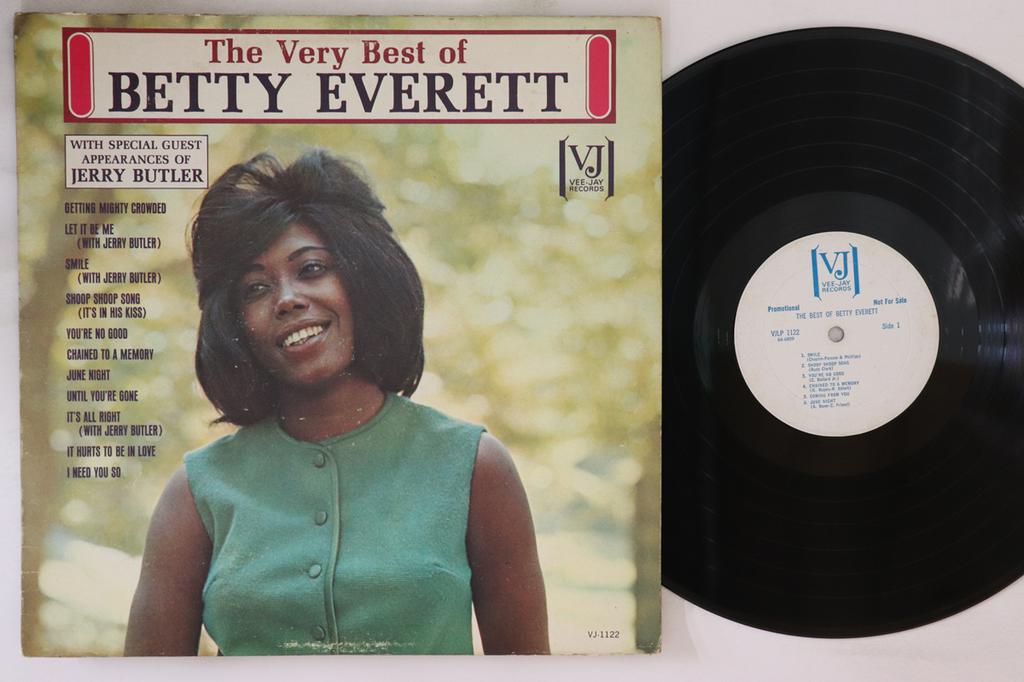 The Very Best of
BETTY EVERETT
WITH SPECIAL GUEST
APPEARANCES OF
JERRY BUTLER
VJ
VEE-JAY
RECORDS
GETTING MIGHTY CROWDED
LET IT BE ME
(WITH JERRY BUTLER)
SMILE
(WITH JERRY BUTLER)
SHOOP SHOOP SONG
(IT'S IN HIS KISS)
YOU'RE NO GOOD
CHAINED TO A MEMORY
JUNE NIGHT
UNTIL YOU'RE GONE
IT'S ALL RIGHT
(WITH JERRY BUTLER)
IT HURTS TO BE IN LOVE
I NEED YOU SO
VJ-1122
VJ
VEE-JAY
RECORDS
Promotional
Not For Sale
THE BEST OF BETTY EVERETT
VJLP 1122
Side 1
1. SMILE
2. SHOOP SHOOP SONG
(Rudy Clark)
3. YOU'RE NO GOOD
4. CHAINED TO A MEMORY
5. COMING FROM YOU
6. JUNE NIGHT